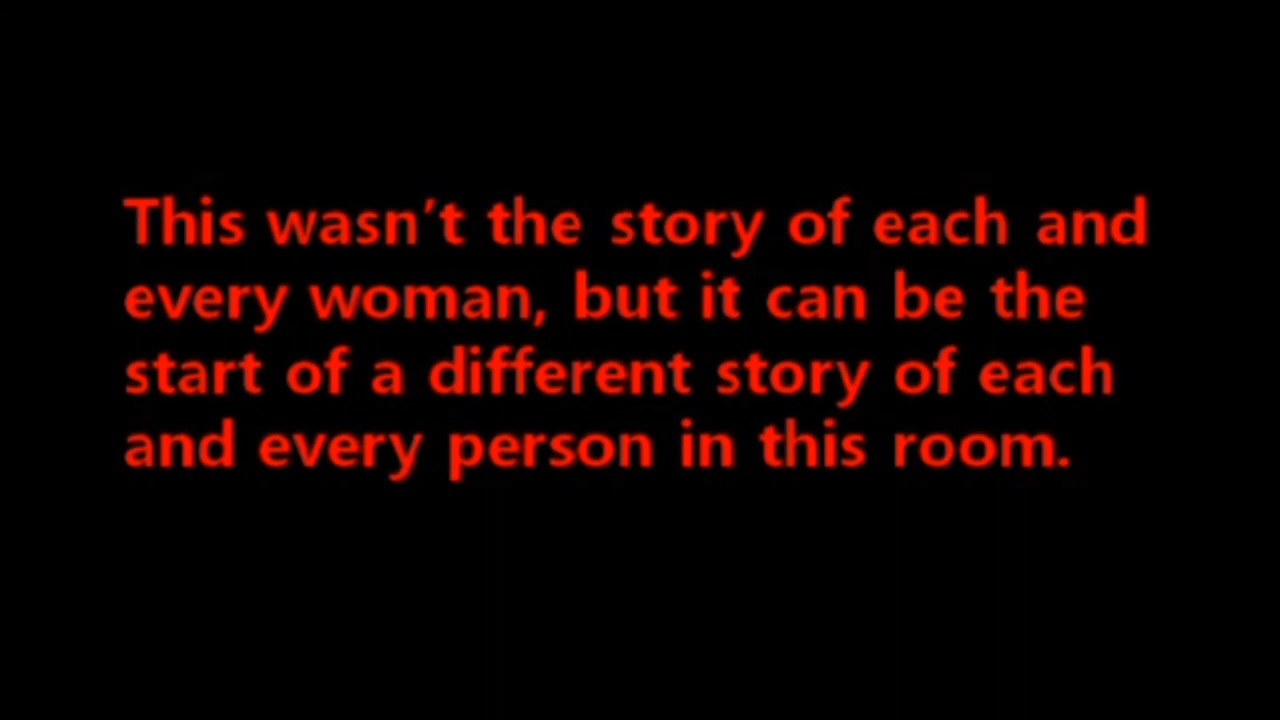 This wasn’t the story of each and
every woman, but it can be the
start of a different story of each
and every person in this room.